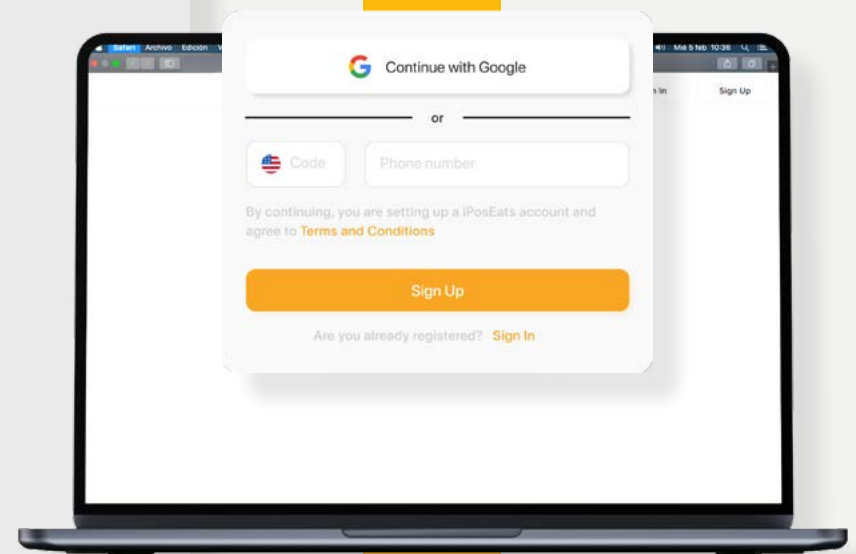 Safari Archivo Edición
Mié 5 feb 10:36
Continue with Google
Sign Up
or
Code Phone number
By continuing, you are setting up a iPosEats account and
agree to Terms and Conditions
Sign Up
Are you already registered? Sign In